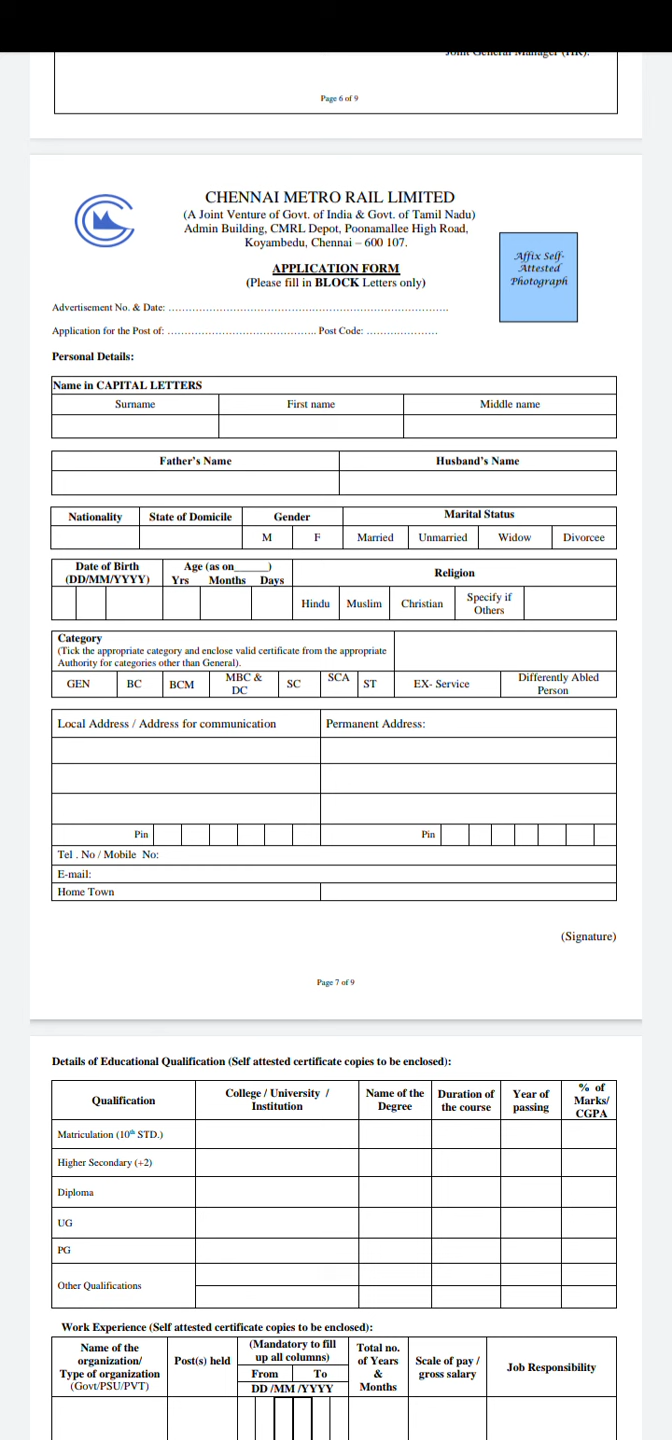 Joint General Manager (HR).
Page 6 of 9
CHENNAI METRO RAIL LIMITED
(A Joint Venture of Govt. of India & Govt. of Tamil Nadu)
Admin Building, CMRL Depot, Poonamallee High Road,
Koyambedu, Chennai – 600 107.
Affix Self-
Attested
Photograph
APPLICATION FORM
(Please fill in BLOCK Letters only)
Advertisement No. & Date: ………………………………………………………………………
Application for the Post of: …………………………………….. Post Code: …………………
Personal Details:
Name in CAPITAL LETTERS
Surname First name Middle name
Father's Name Husband's Name
Nationality State of Domicile Gender Marital Status
M F Married Unmarried Widow Divorcee
Date of Birth Age (as on______) Religion
(DD/MM/YYYY) Yrs Months Days
Hindu Muslim Christian Specify if
Others
Category
(Tick the appropriate category and enclose valid certificate from the appropriate
Authority for categories other than General).
GEN BC BCM MBC &
DC SC SCA ST EX- Service Differently Abled
Person
Local Address / Address for communication Permanent Address:
Pin Pin
Tel . No / Mobile No:
E-mail:
Home Town
(Signature)
Page 7 of 9
Details of Educational Qualification (Self attested certificate copies to be enclosed):
Qualification College / University /
Institution Name of the
Degree Duration of
the course Year of
passing % of
Marks/
CGPA
Matriculation (10th STD.)
Higher Secondary (+2)
Diploma
UG
PG
Other Qualifications
Work Experience (Self attested certificate copies to be enclosed):
Name of the
organization/
Type of organization
(Govt/PSU/PVT) Post(s) held (Mandatory to fill
up all columns)
From To
DD /MM /YYYY Total no.
of Years
&
Months Scale of pay /
gross salary Job Responsibility